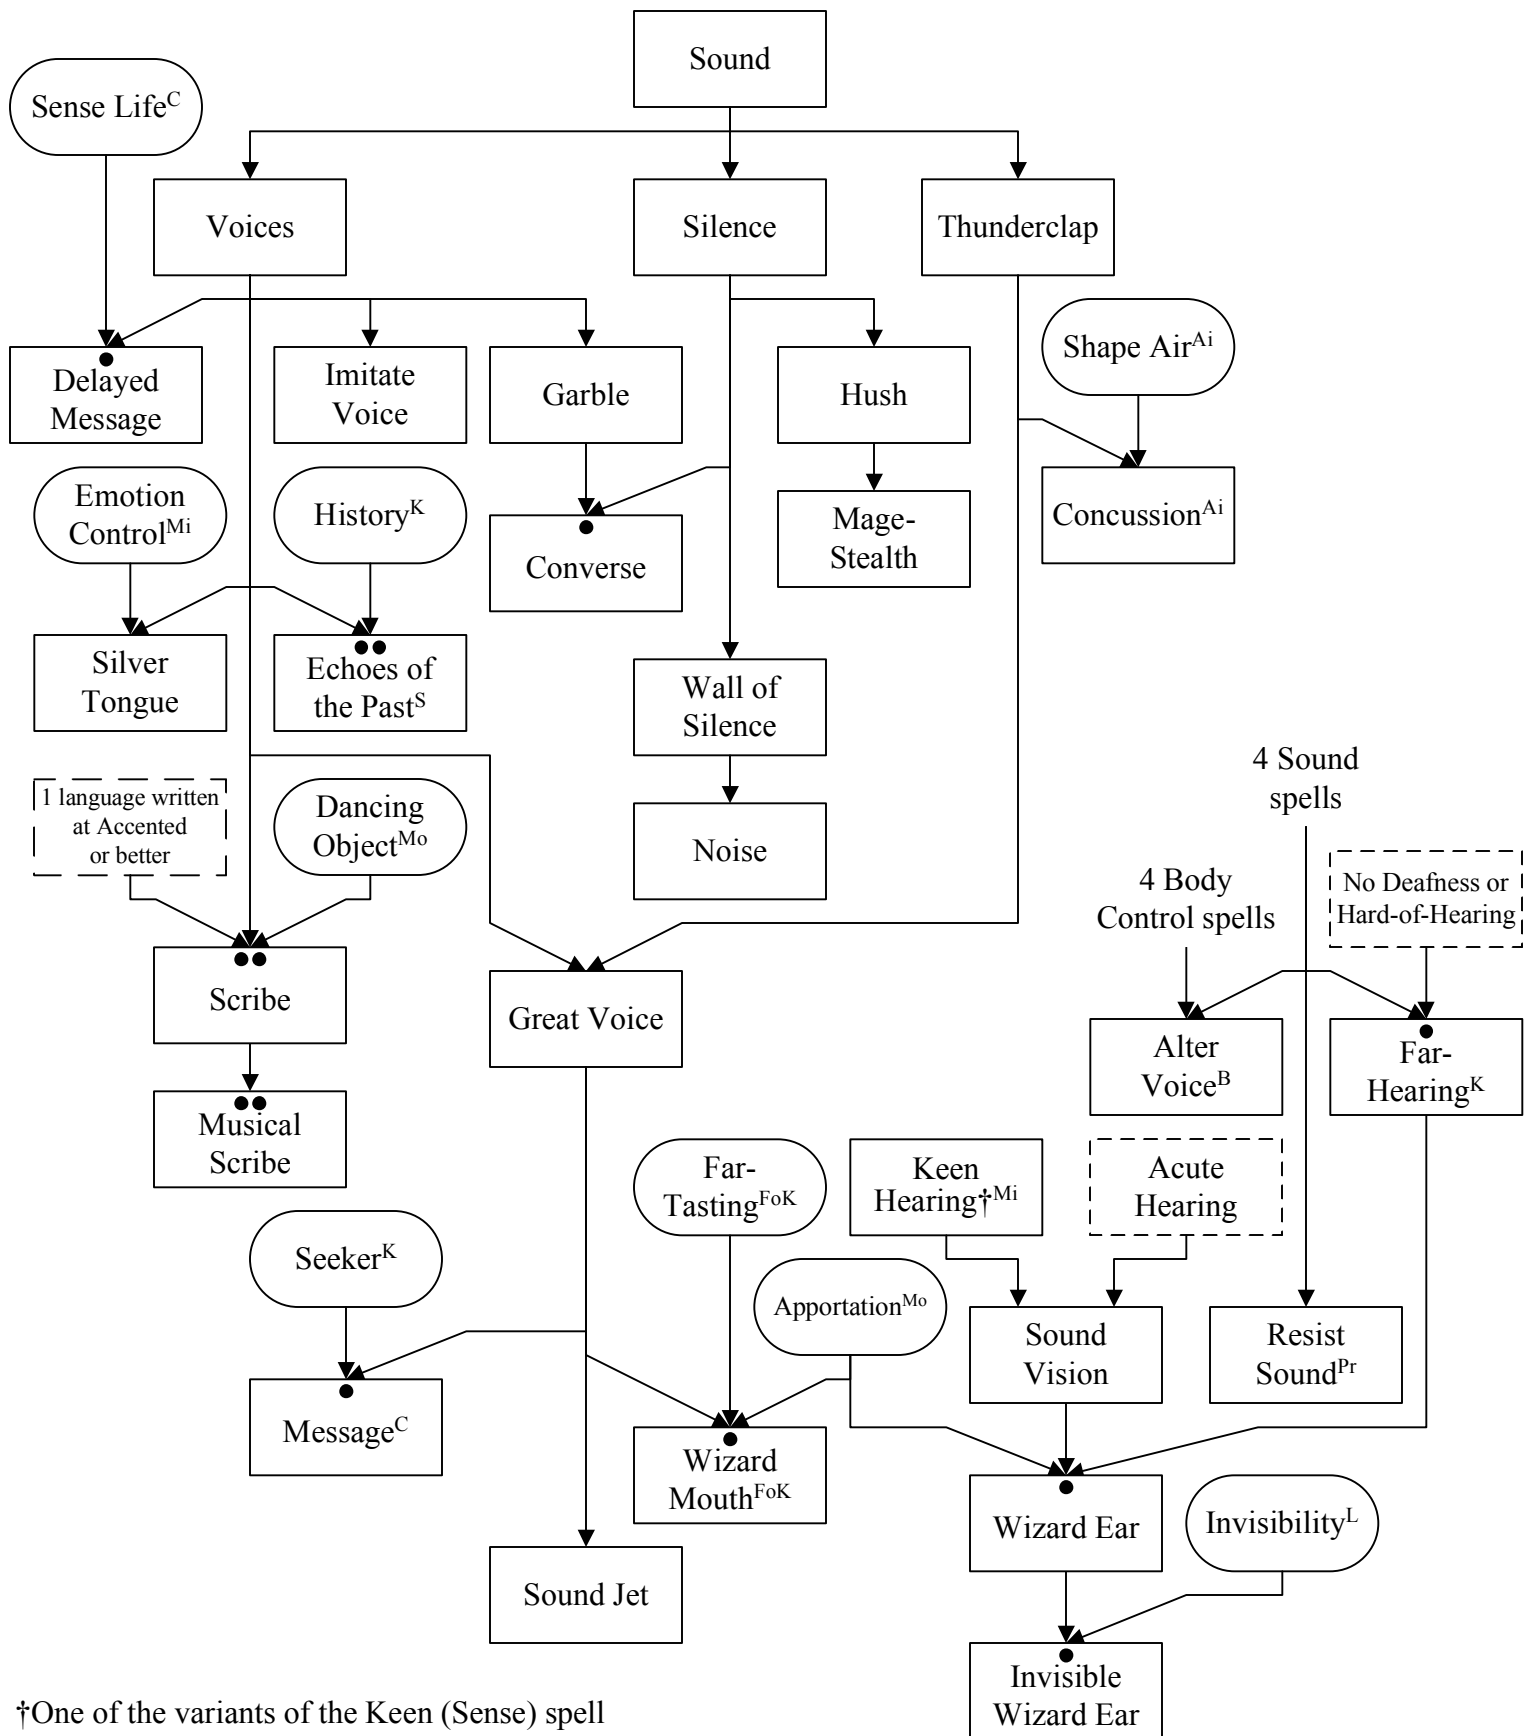 Sound
Sense Life^C
Voices
Silence
Thunderclap
Delayed
Message
Imitate
Voice
Garble
Hush
Shape Air^Ai
Emotion
Control^Mi
History^K
Converse
Mage-
Stealth
Concussion^Ai
Silver
Tongue
Echoes of
the Past^S
Wall of
Silence
4 Sound
spells
1 language written
at Accented
or better
Dancing
Object^Mo
Noise
4 Body
Control spells
No Deafness or
Hard-of-Hearing
Scribe
Great Voice
Alter
Voice^B
Far-
Hearing^K
Musical
Scribe
Far-
Tasting^FoK
Keen
Hearing†^Mi
Acute
Hearing
Seeker^K
Apportation^Mo
Sound
Vision
Resist
Sound^Pr
Message^C
Wizard
Mouth^FoK
Wizard Ear
Invisibility^L
Sound Jet
Invisible
Wizard Ear
†One of the variants of the Keen (Sense) spell